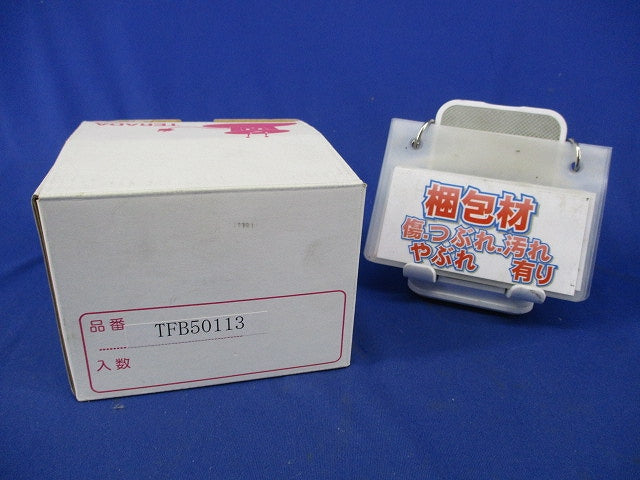 TERADA
品番 TFB50113
入数
梱包材
傷.つぶれ.汚れ
やぶれ 有り